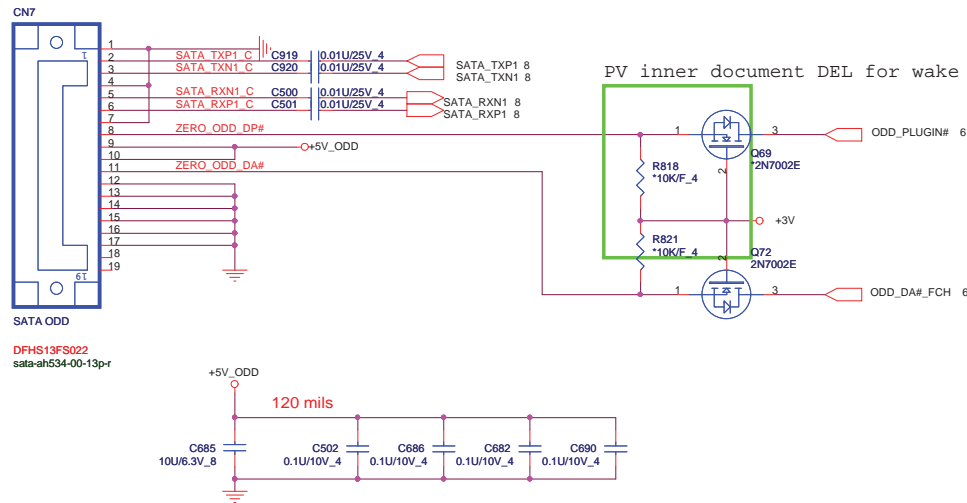 CN7
1
1
2
3
4
5
6
7
8
9
10
11
12
13
14
15
16
17
18
19
19
SATA_TXP1_C C919 0.01U/25V_4
SATA_TXN1_C C920 0.01U/25V_4
SATA_TXP1 8
SATA_TXN1 8
SATA_RXN1_C C500 0.01U/25V_4
SATA_RXP1_C C501 0.01U/25V_4
SATA_RXN1 8
SATA_RXP1 8
ZERO_ODD_DP#
+5V_ODD
ZERO_ODD_DA#
PV inner document DEL for wake
1
3
ODD_PLUGIN# 6
Q69
*2N7002E
2
R818
*10K/F_4
+3V
R821
*10K/F_4
2
Q72
2N7002E
1
3
ODD_DA#_FCH 6
SATA ODD
DFHS13FS022
sata-ah534-00-13p-r
+5V_ODD
120 mils
C685
10U/6.3V_8
C502
0.1U/10V_4
C686
0.1U/10V_4
C682
0.1U/10V_4
C690
0.1U/10V_4